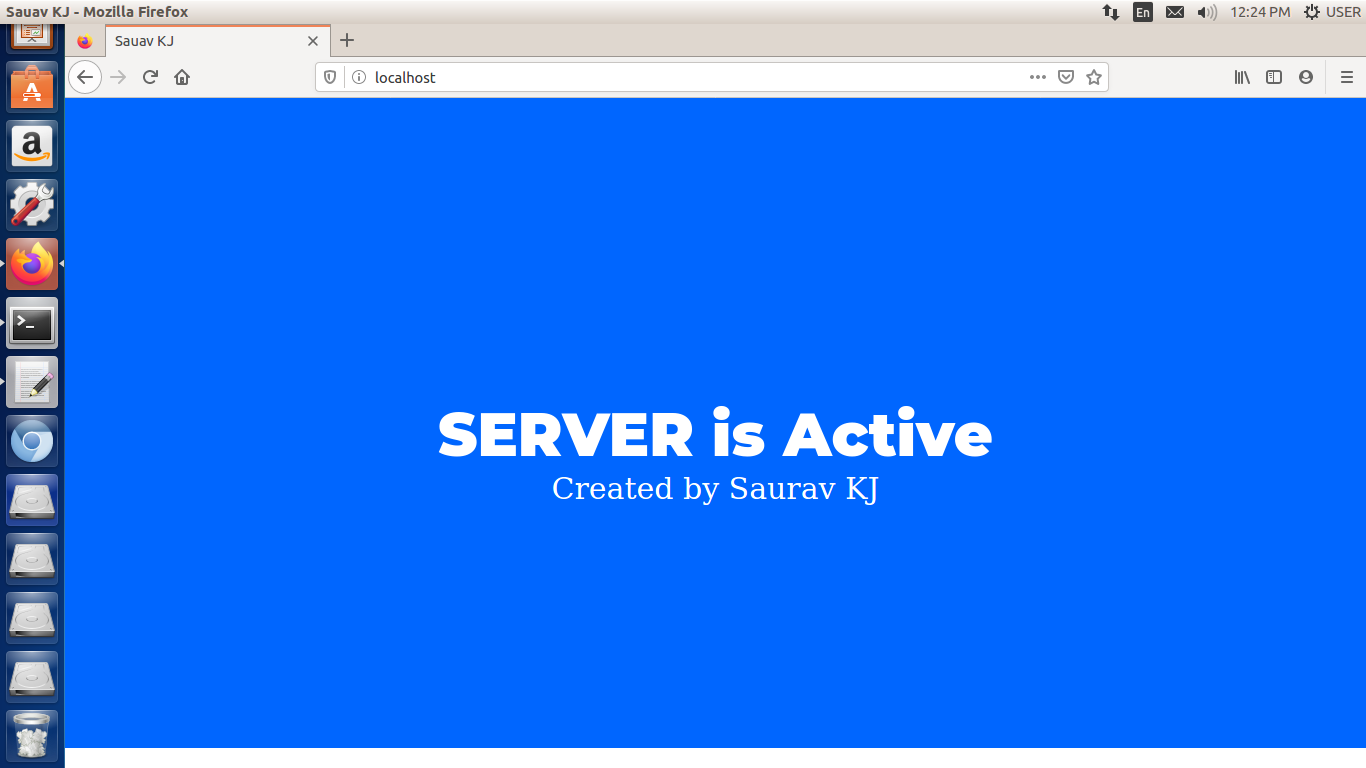 Sauav KJ - Mozilla Firefox
En
12:24 PM
USER
Sauav KJ
localhost
SERVER is Active
Created by Saurav KJ